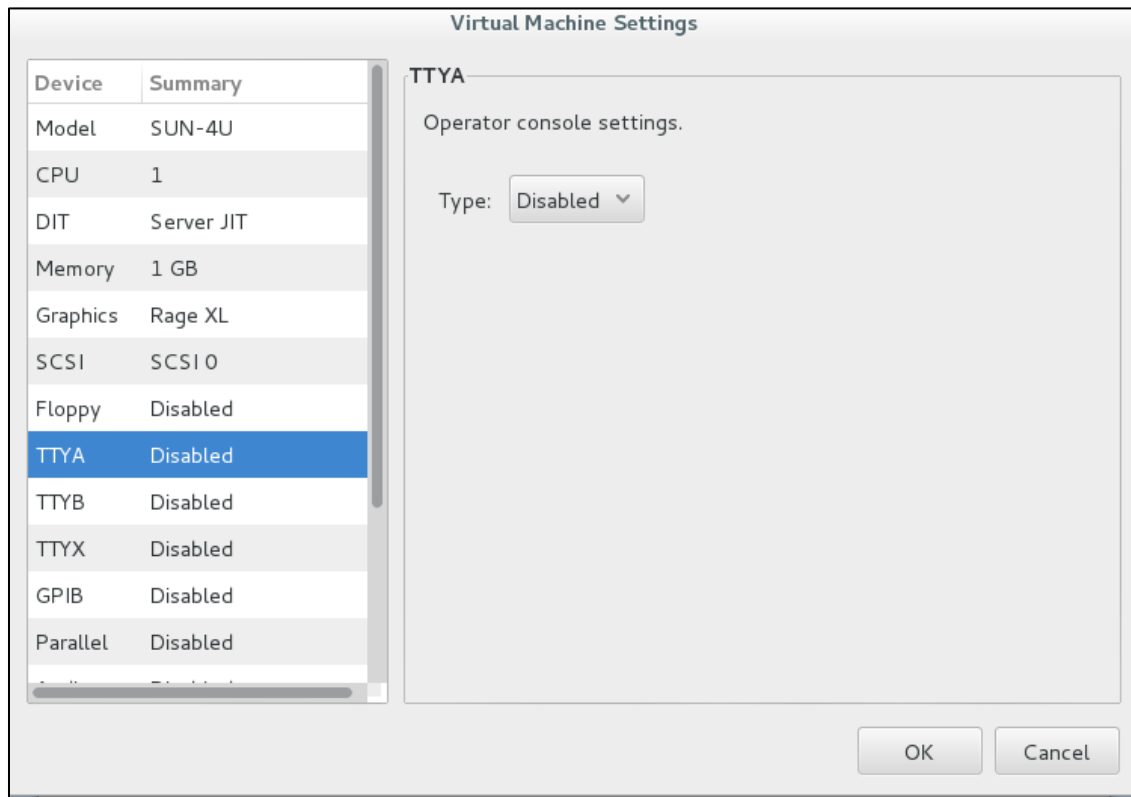 Virtual Machine Settings
Device Summary
Model SUN-4U
CPU 1
DIT Server JIT
Memory 1 GB
Graphics Rage XL
SCSI SCSI 0
Floppy Disabled
TTYA Disabled
TTYB Disabled
TTYX Disabled
GPIB Disabled
Parallel Disabled
TTYA
Operator console settings.
Type: Disabled
OK Cancel